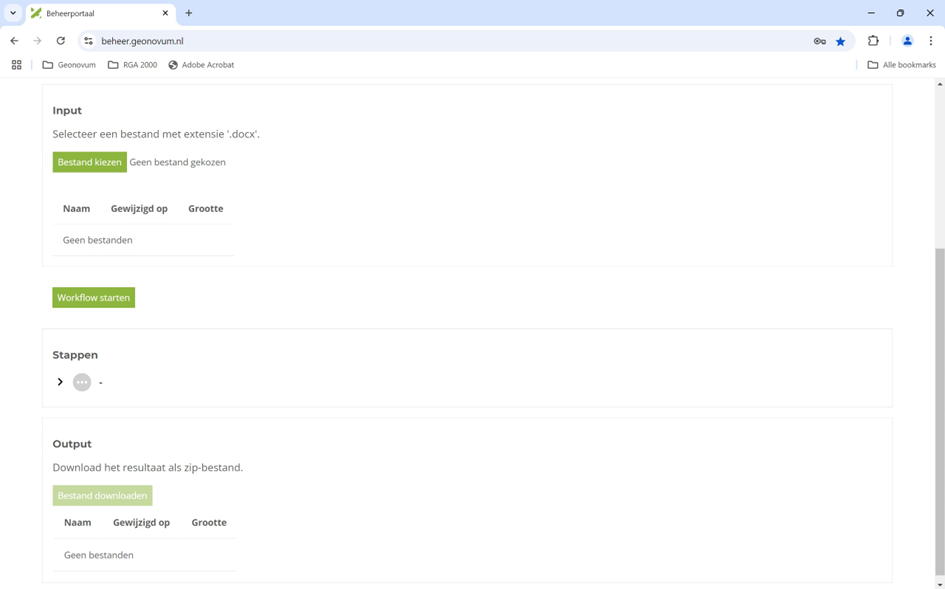 Beheerportaal
beheer.geonovum.nl
Geonovum RGA 2000 Adobe Acrobat Alle bookmarks
Input
Selecteer een bestand met extensie '.docx'.
Bestand kiezen Geen bestand gekozen
Naam Gewijzigd op Grootte
Geen bestanden
Workflow starten
Stappen
-
Output
Download het resultaat als zip-bestand.
Bestand downloaden
Naam Gewijzigd op Grootte
Geen bestanden